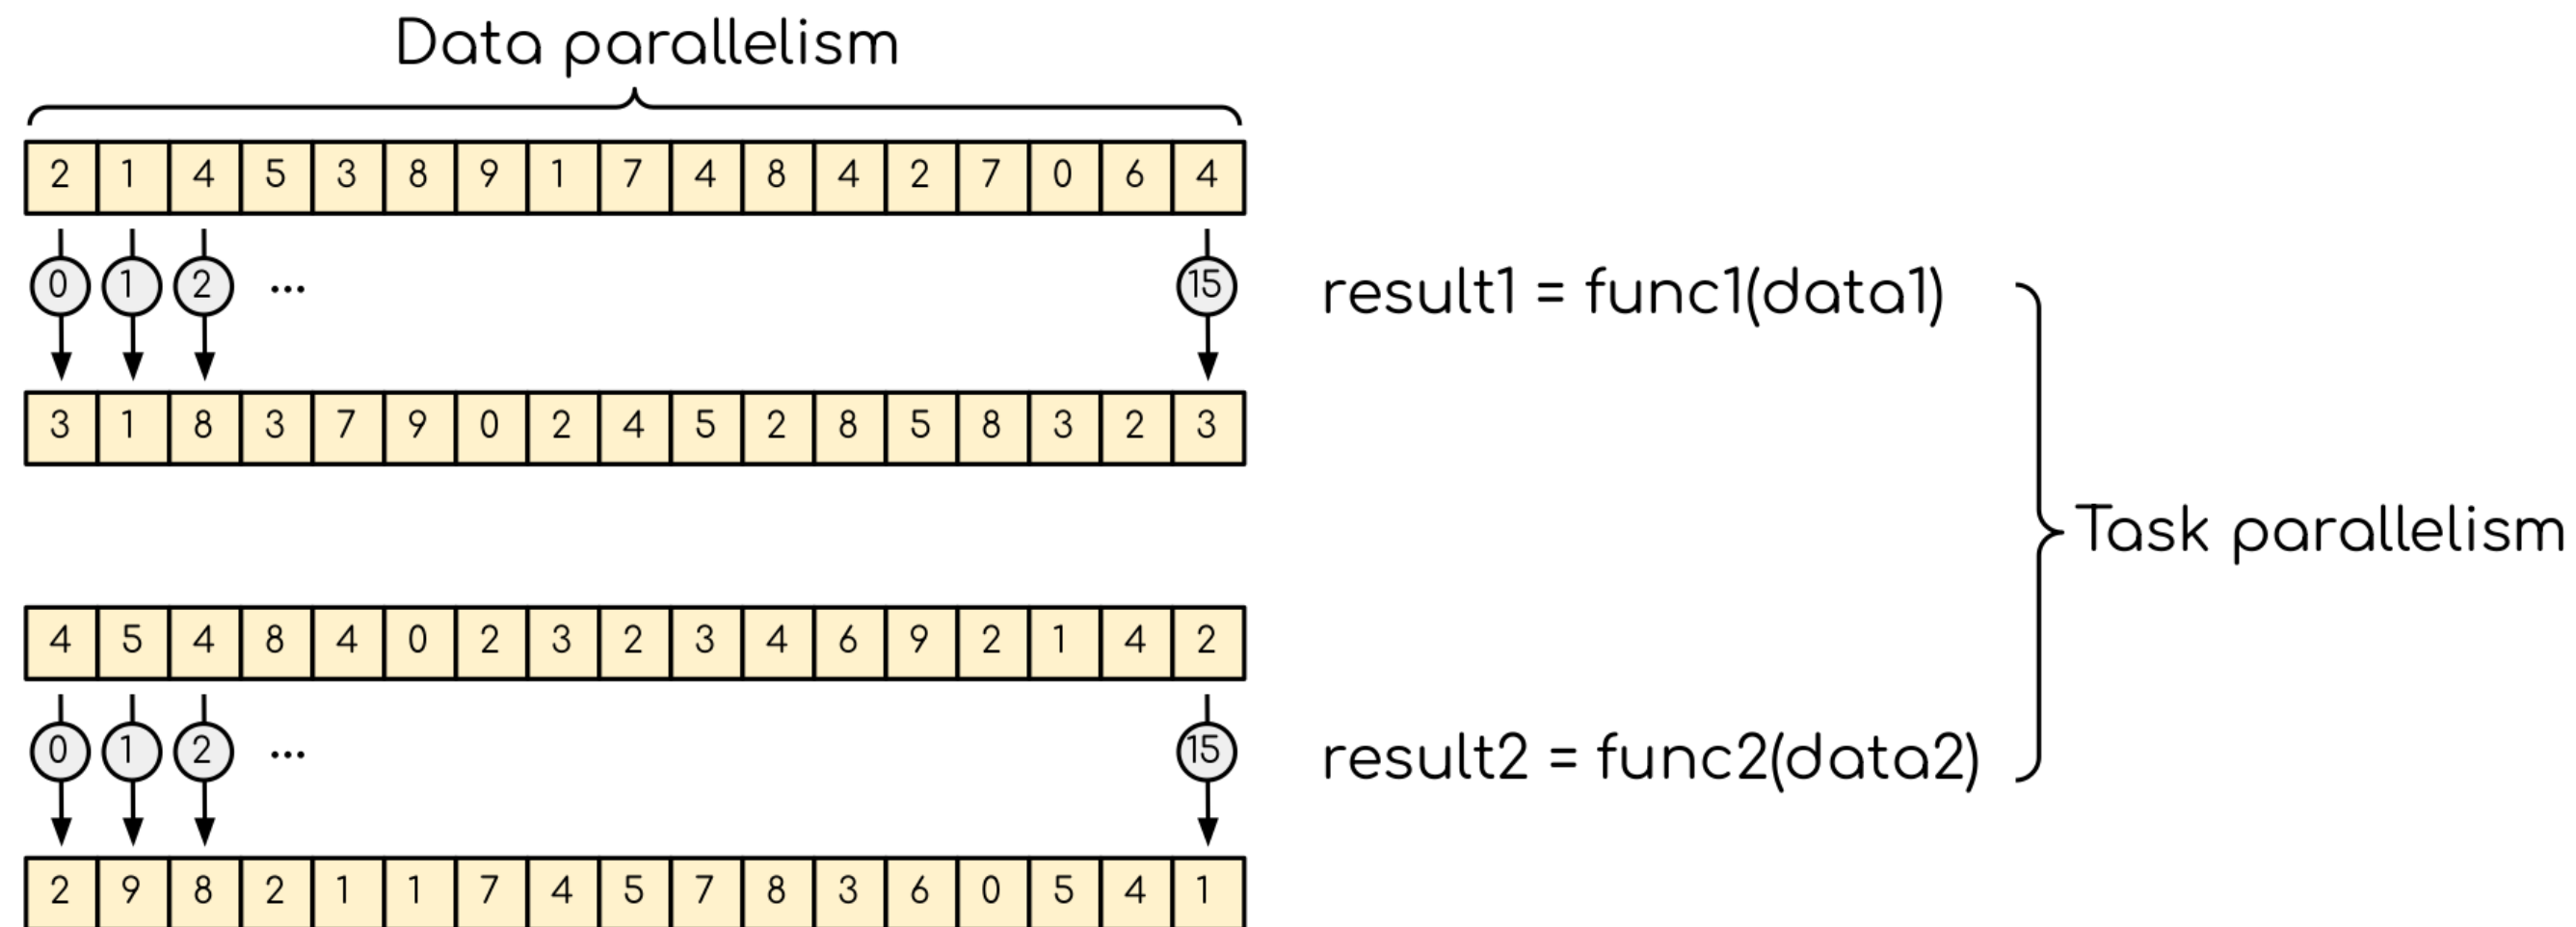 Data parallelism
2 1 4 5 3 8 9 1 7 4 8 4 2 7 0 6 4
0 1 2 ... 15
result1 = func1(data1)
3 1 8 3 7 9 0 2 4 5 2 8 5 8 3 2 3
Task parallelism
4 5 4 8 4 0 2 3 2 3 4 6 9 2 1 4 2
0 1 2 ... 15
result2 = func2(data2)
2 9 8 2 1 1 7 4 5 7 8 3 6 0 5 4 1